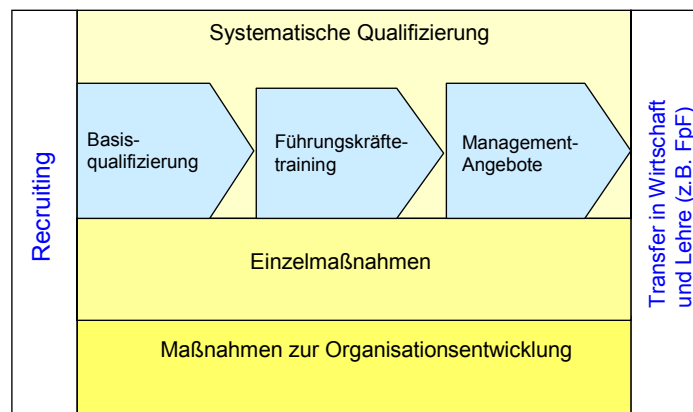 Recruiting
Systematische Qualifizierung
Basis-
qualifizierung
Führungskräfte-
training
Management-
Angebote
Einzelmaßnahmen
Maßnahmen zur Organisationsentwicklung
Transfer in Wirtschaft
und Lehre (z.B. FpF)